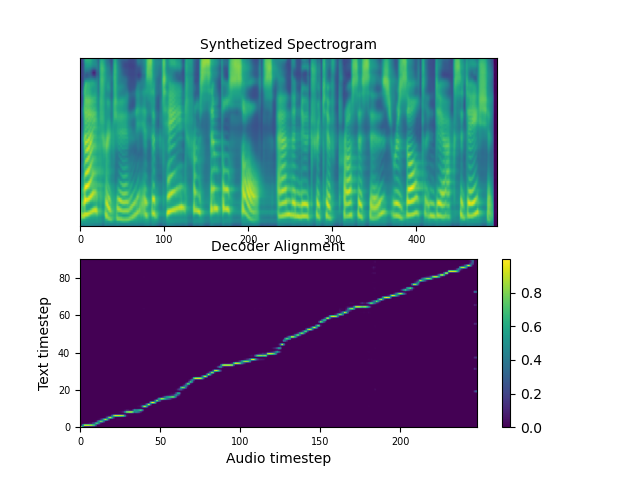 Synthetized Spectrogram
0 100 200 300 400
Decoder Alignment
80
60
40
20
0
Text timestep
0 50 100 150 200
Audio timestep
0.8
0.6
0.4
0.2
0.0